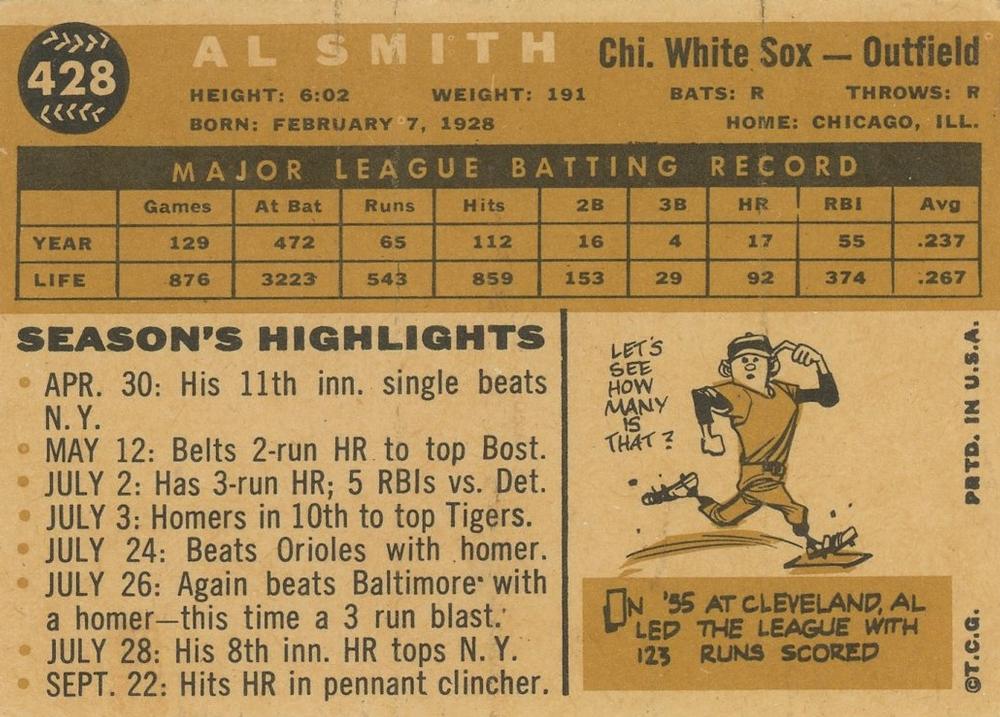 428
AL SMITH
Chi. White Sox — Outfield
HEIGHT: 6:02 WEIGHT: 191 BATS: R THROWS: R
BORN: FEBRUARY 7, 1928 HOME: CHICAGO, ILL.
MAJOR LEAGUE BATTING RECORD
Games At Bat Runs Hits 2B 3B HR RBI Avg
YEAR 129 472 65 112 16 4 17 55 .237
LIFE 876 3223 543 859 153 29 92 374 .267
SEASON'S HIGHLIGHTS
• APR. 30: His 11th inn. single beats
N.Y.
• MAY 12: Belts 2-run HR to top Bost.
• JULY 2: Has 3-run HR; 5 RBIs vs. Det.
• JULY 3: Homers in 10th to top Tigers.
• JULY 24: Beats Orioles with homer.
• JULY 26: Again beats Baltimore with
a homer—this time a 3 run blast.
• JULY 28: His 8th inn. HR tops N.Y.
• SEPT. 22: Hits HR in pennant clincher.
LET'S
SEE
HOW
MANY
IS
THAT?
IN '55 AT CLEVELAND, AL
LED THE LEAGUE WITH
123 RUNS SCORED
©T.C.G. PRTD. IN U.S.A.